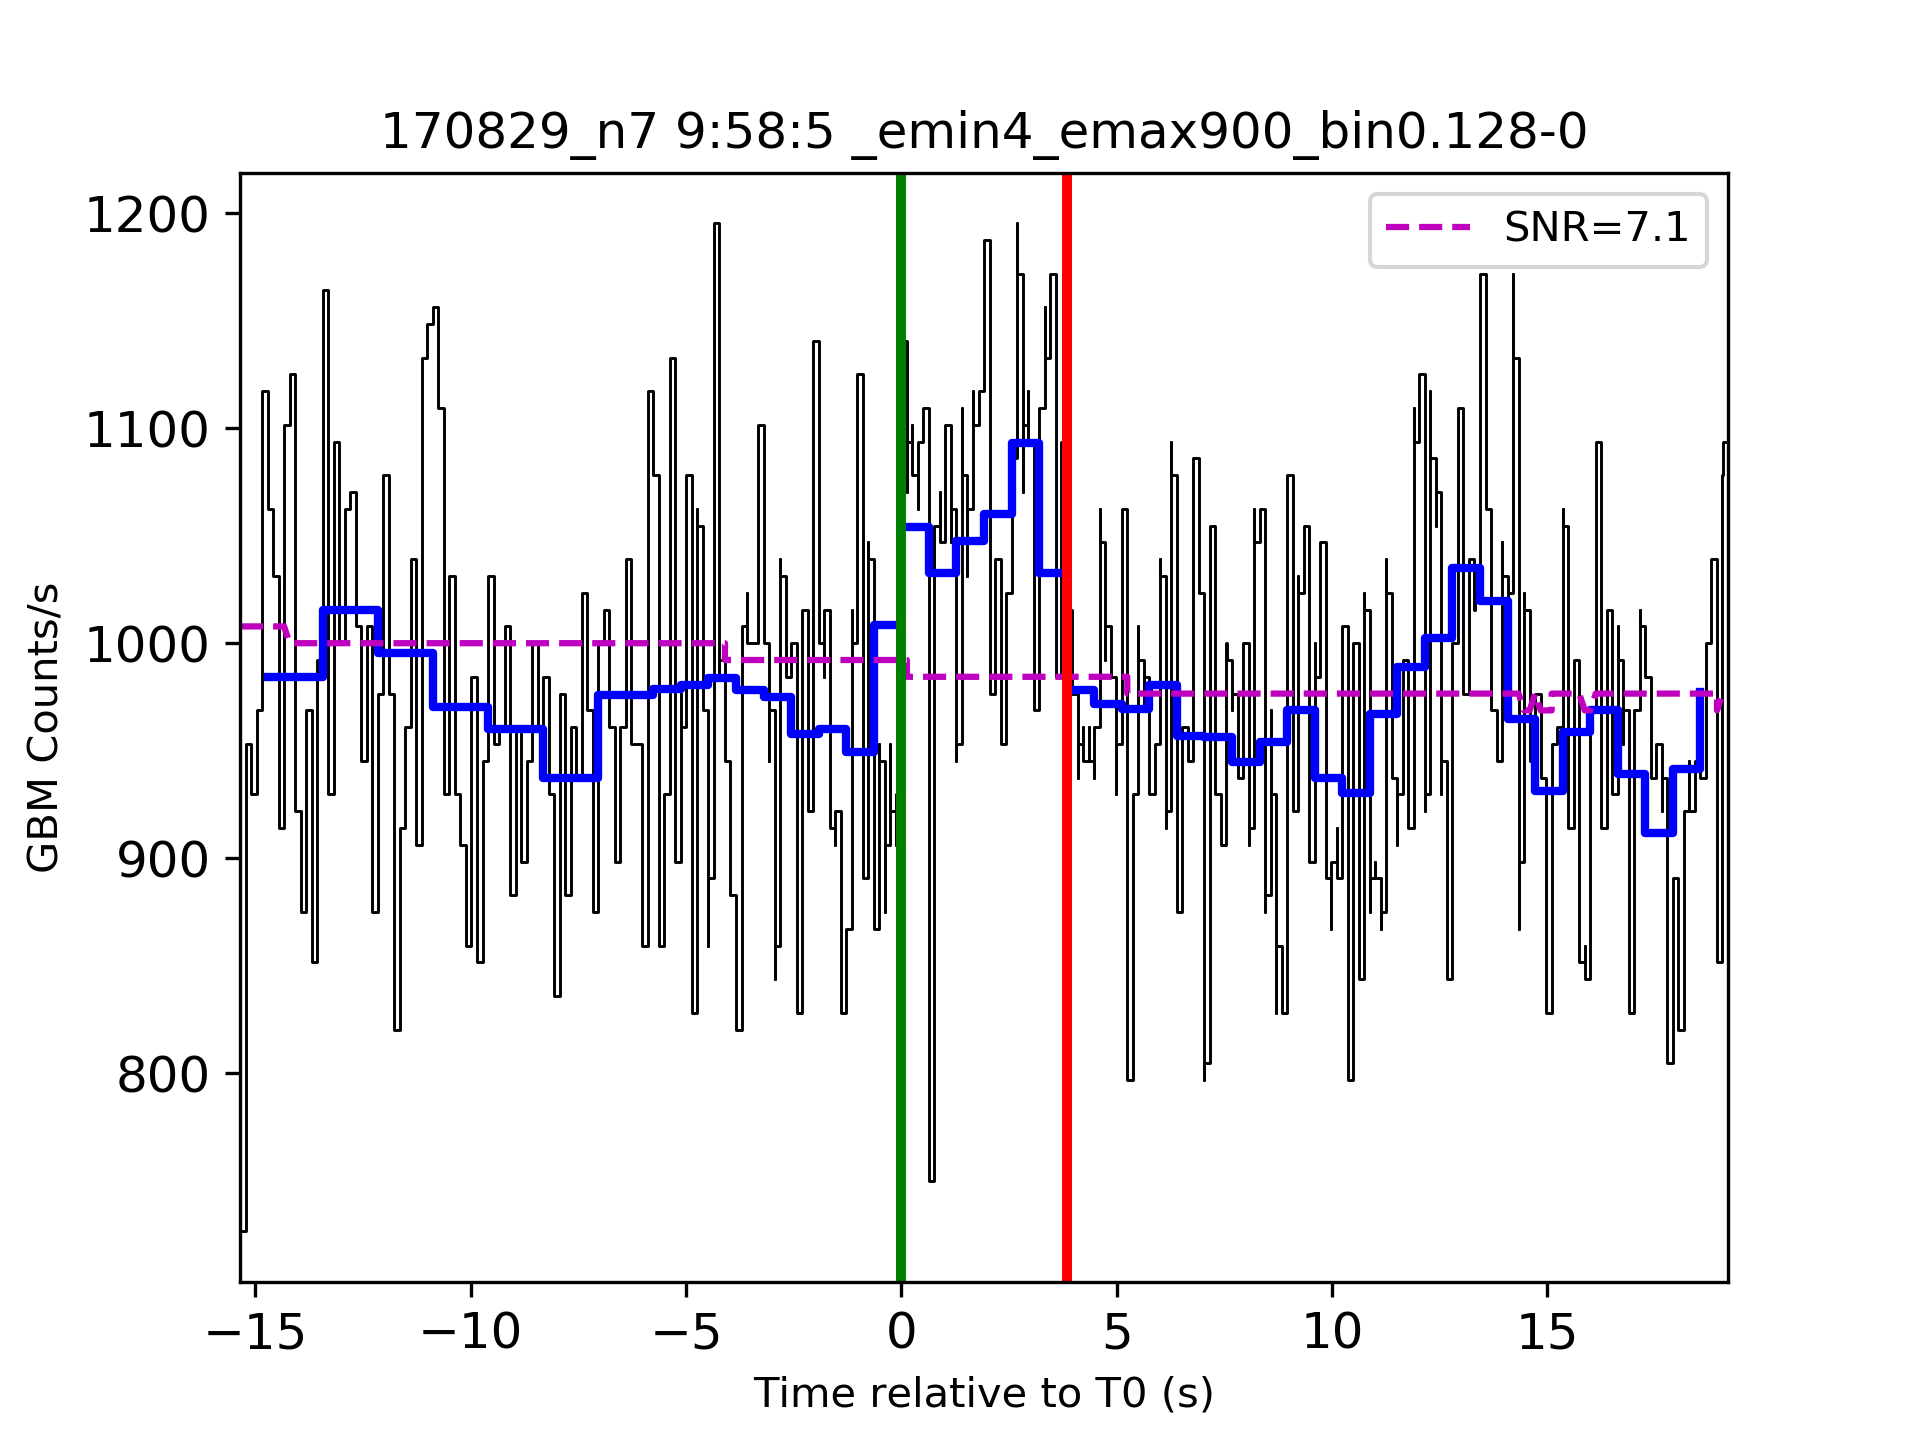 170829_n7 9:58:5 _emin4_emax900_bin0.128-0
SNR=7.1
1200
1100
1000
900
800
GBM Counts/s
−15 −10 −5 0 5 10 15
Time relative to T0 (s)